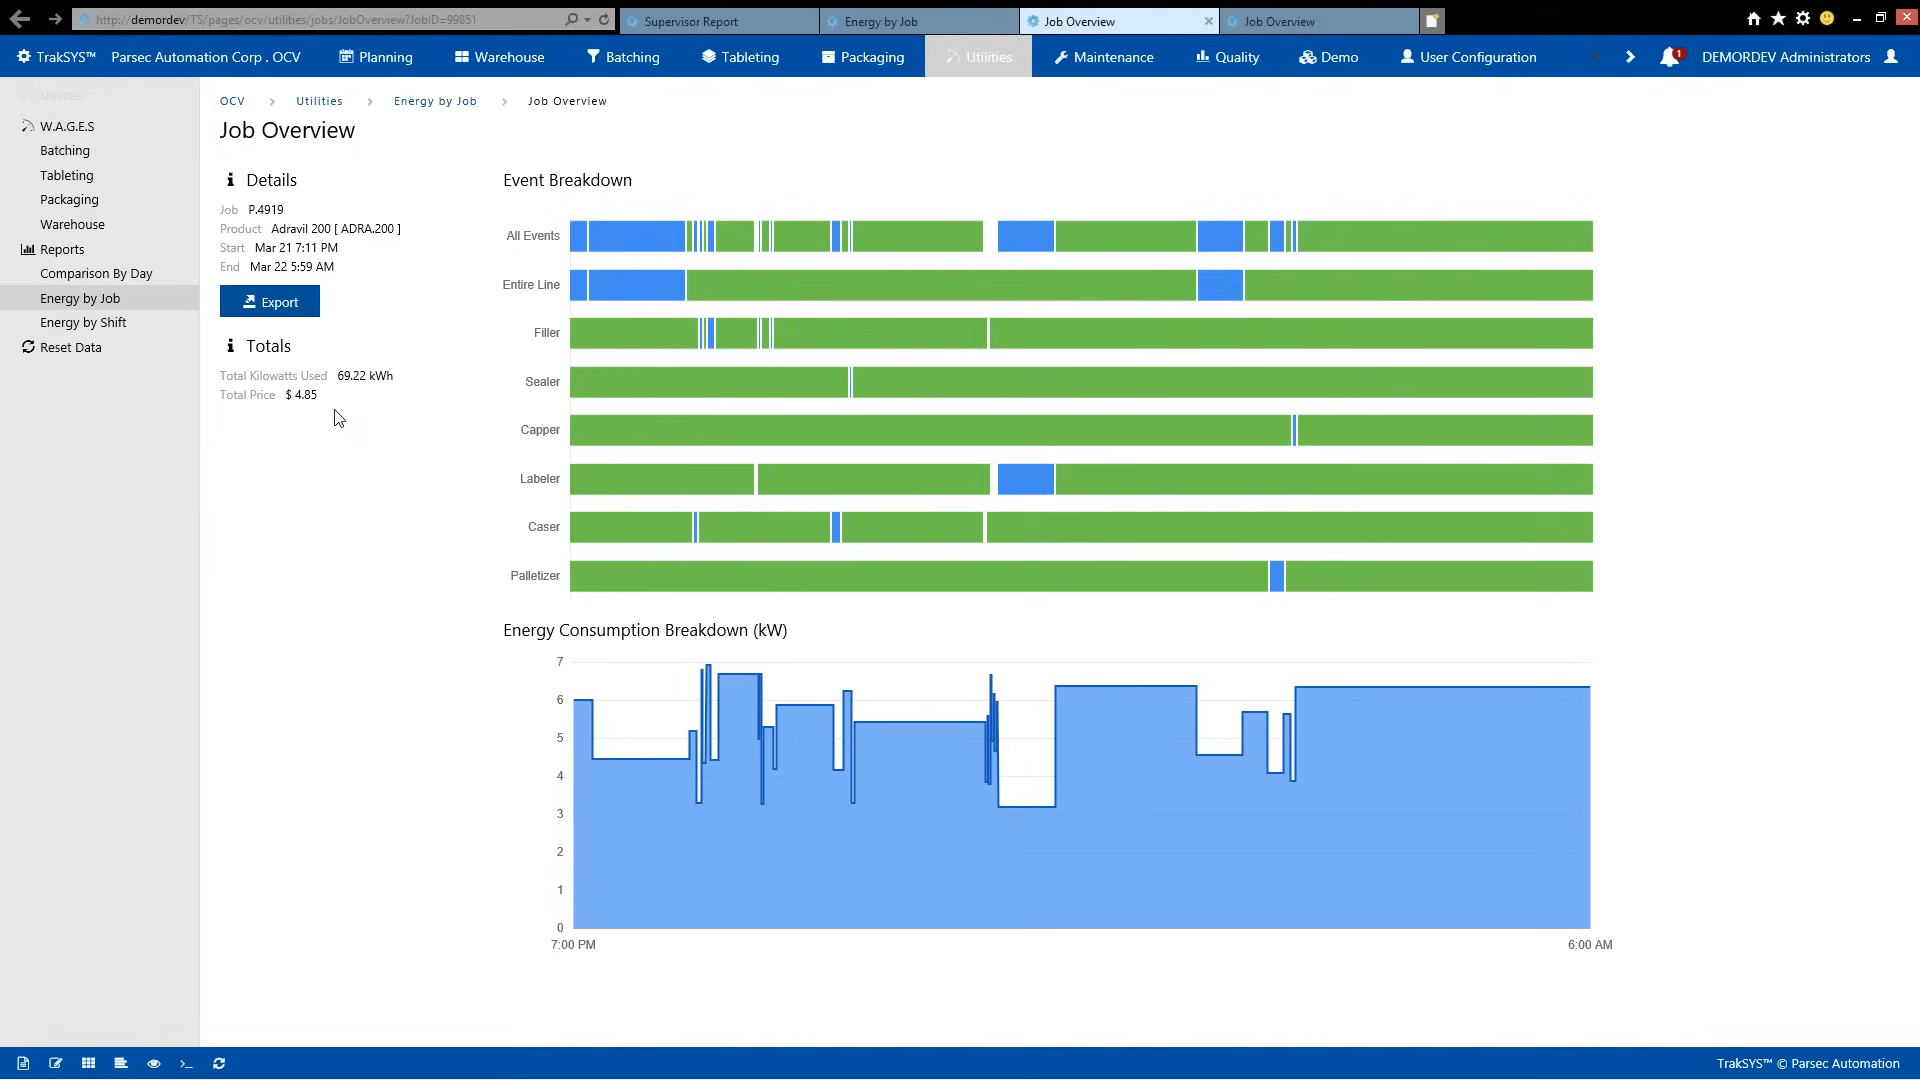 http://demordev/TS/pages/ocv/utilities/jobs/JobOverview?JobID=99851
Supervisor Report
Energy by Job
Job Overview
Job Overview
TrakSYS™
Parsec Automation Corp . OCV
Planning
Warehouse
Batching
Tableting
Packaging
Utilities
Maintenance
Quality
Demo
User Configuration
1
DEMORDEV Administrators
Utilities
W.A.G.E.S
Batching
Tableting
Packaging
Warehouse
Reports
Comparison By Day
Energy by Job
Energy by Shift
Reset Data
OCV > Utilities > Energy by Job > Job Overview
Job Overview
Details
Job P.4919
Product Adravil 200 [ ADRA.200 ]
Start Mar 21 7:11 PM
End Mar 22 5:59 AM
Export
Totals
Total Kilowatts Used 69.22 kWh
Total Price $ 4.85
Event Breakdown
All Events
Entire Line
Filler
Sealer
Capper
Labeler
Caser
Palletizer
Energy Consumption Breakdown (kW)
7
6
5
4
3
2
1
0
7:00 PM
6:00 AM
TrakSYS™ © Parsec Automation